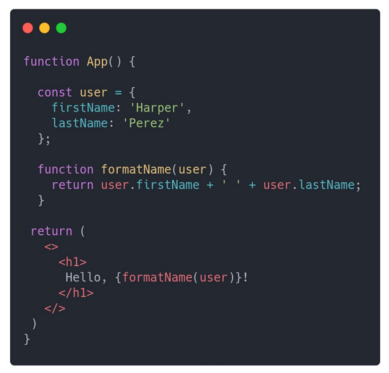 function App() {
const user = {
firstName: 'Harper',
lastName: 'Perez'
};
function formatName(user) {
return user.firstName + ' ' + user.lastName;
}
return (
<>
<h1>
Hello, {formatName(user)}!
</h1>
</>
)
}